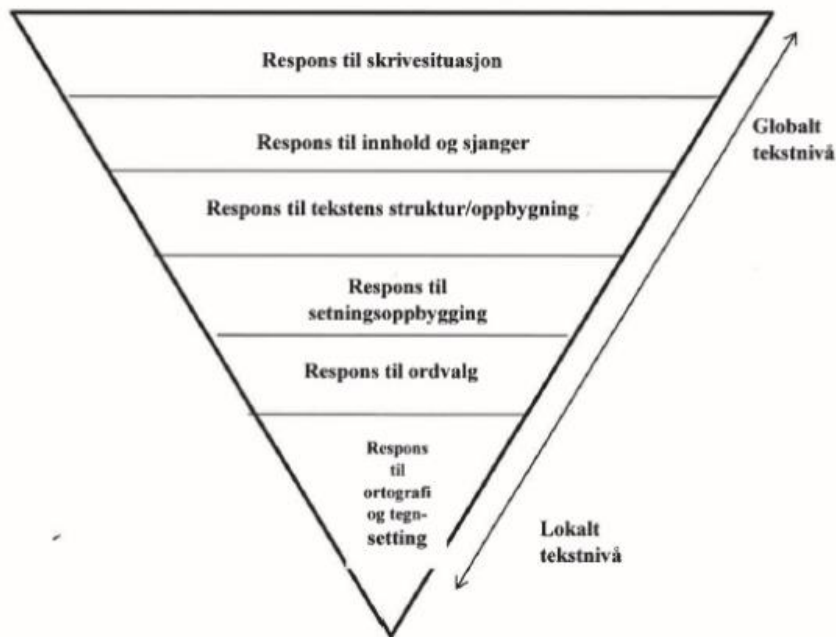 Respons til skrivesituasjon
Globalt
tekstnivå
Respons til innhold og sjanger
Respons til tekstens struktur/oppbygning
Respons til
setningsoppbygging
Respons til ordvalg
Respons
til
ortografi
og tegn-
setting
Lokalt
tekstnivå